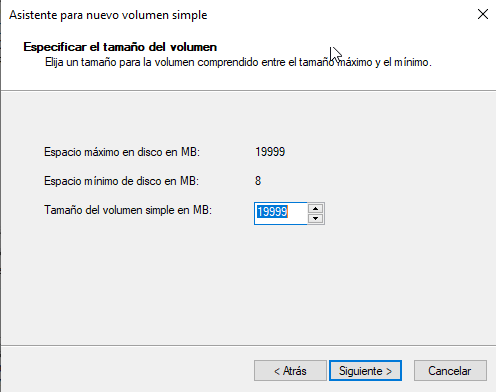 Asistente para nuevo volumen simple
Especificar el tamaño del volumen
Elija un tamaño para la volumen comprendido entre el tamaño máximo y el mínimo.
Espacio máximo en disco en MB: 19999
Espacio mínimo de disco en MB: 8
Tamaño del volumen simple en MB: 19999
< Atrás Siguiente > Cancelar